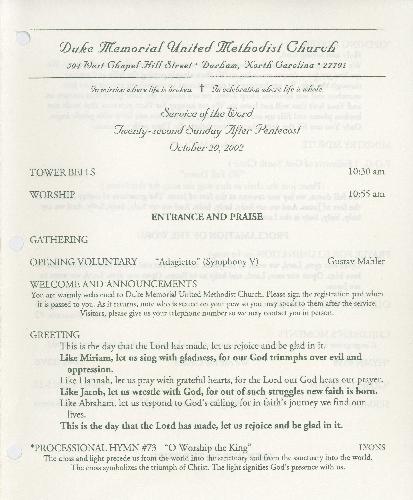 Duke Memorial United Methodist Church
504 West Chapel Hill Street * Durham, North Carolina * 27701
In mission where life is broken † In celebration where life is whole
Service of the Word
Twenty-second Sunday After Pentecost
October 20, 2002
TOWER BELLS 10:30 am
WORSHIP 10:55 am
ENTRANCE AND PRAISE
GATHERING
OPENING VOLUNTARY "Adagietto" (Symphony V) Gustav Mahler
WELCOME AND ANNOUNCEMENTS
You are warmly welcomed to Duke Memorial United Methodist Church. Please sign the registration pad when
it is passed to you. As it returns, note who is seated on your pew so you may speak to them after the service.
Visitors, please give us your telephone number so we may contact you in person.
GREETING
This is the day that the Lord has made, let us rejoice and be glad in it.
Like Miriam, let us sing with gladness, for our God triumphs over evil and
oppression.
Like Hannah, let us pray with grateful hearts, for the Lord our God hears our prayer.
Like Jacob, let us wrestle with God, for out of such struggles new faith is born.
Like Abraham, let us respond to God's calling, for in faith's journey we find our
lives.
This is the day that the Lord has made, let us rejoice and be glad in it.
*PROCESSIONAL HYMN #73 "O Worship the King" LYONS
The cross and light precede us from the world into the sanctuary and from the sanctuary into the world.
The cross symbolizes the triumph of Christ. The light signifies God's presence with us.